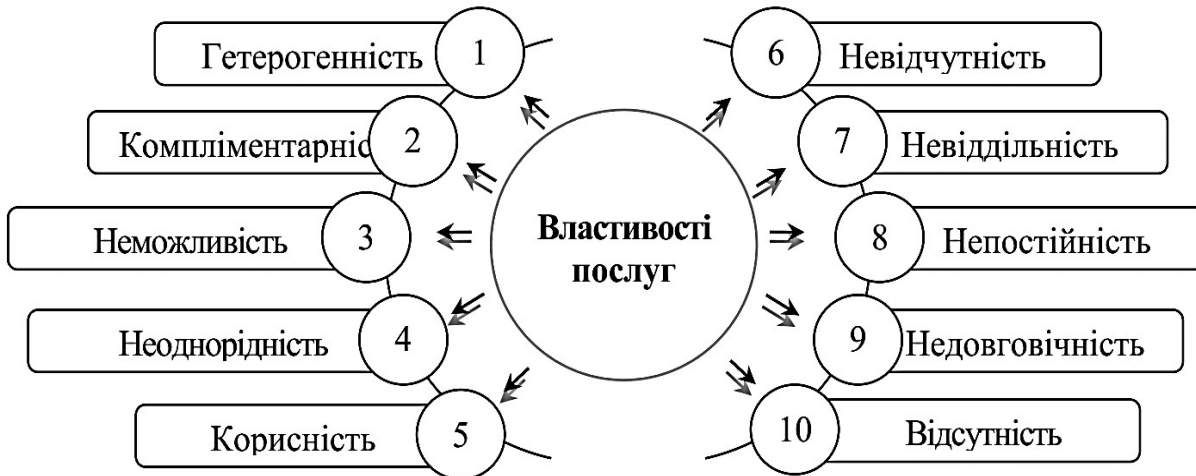 Гетерогенність
1
Компліментарніс
2
Неможливість
3
Неоднорідність
4
Корисність
5
Властивості
послуг
6
Невідчутність
7
Невіддільність
8
Непостійність
9
Недовговічність
10
Відсутність